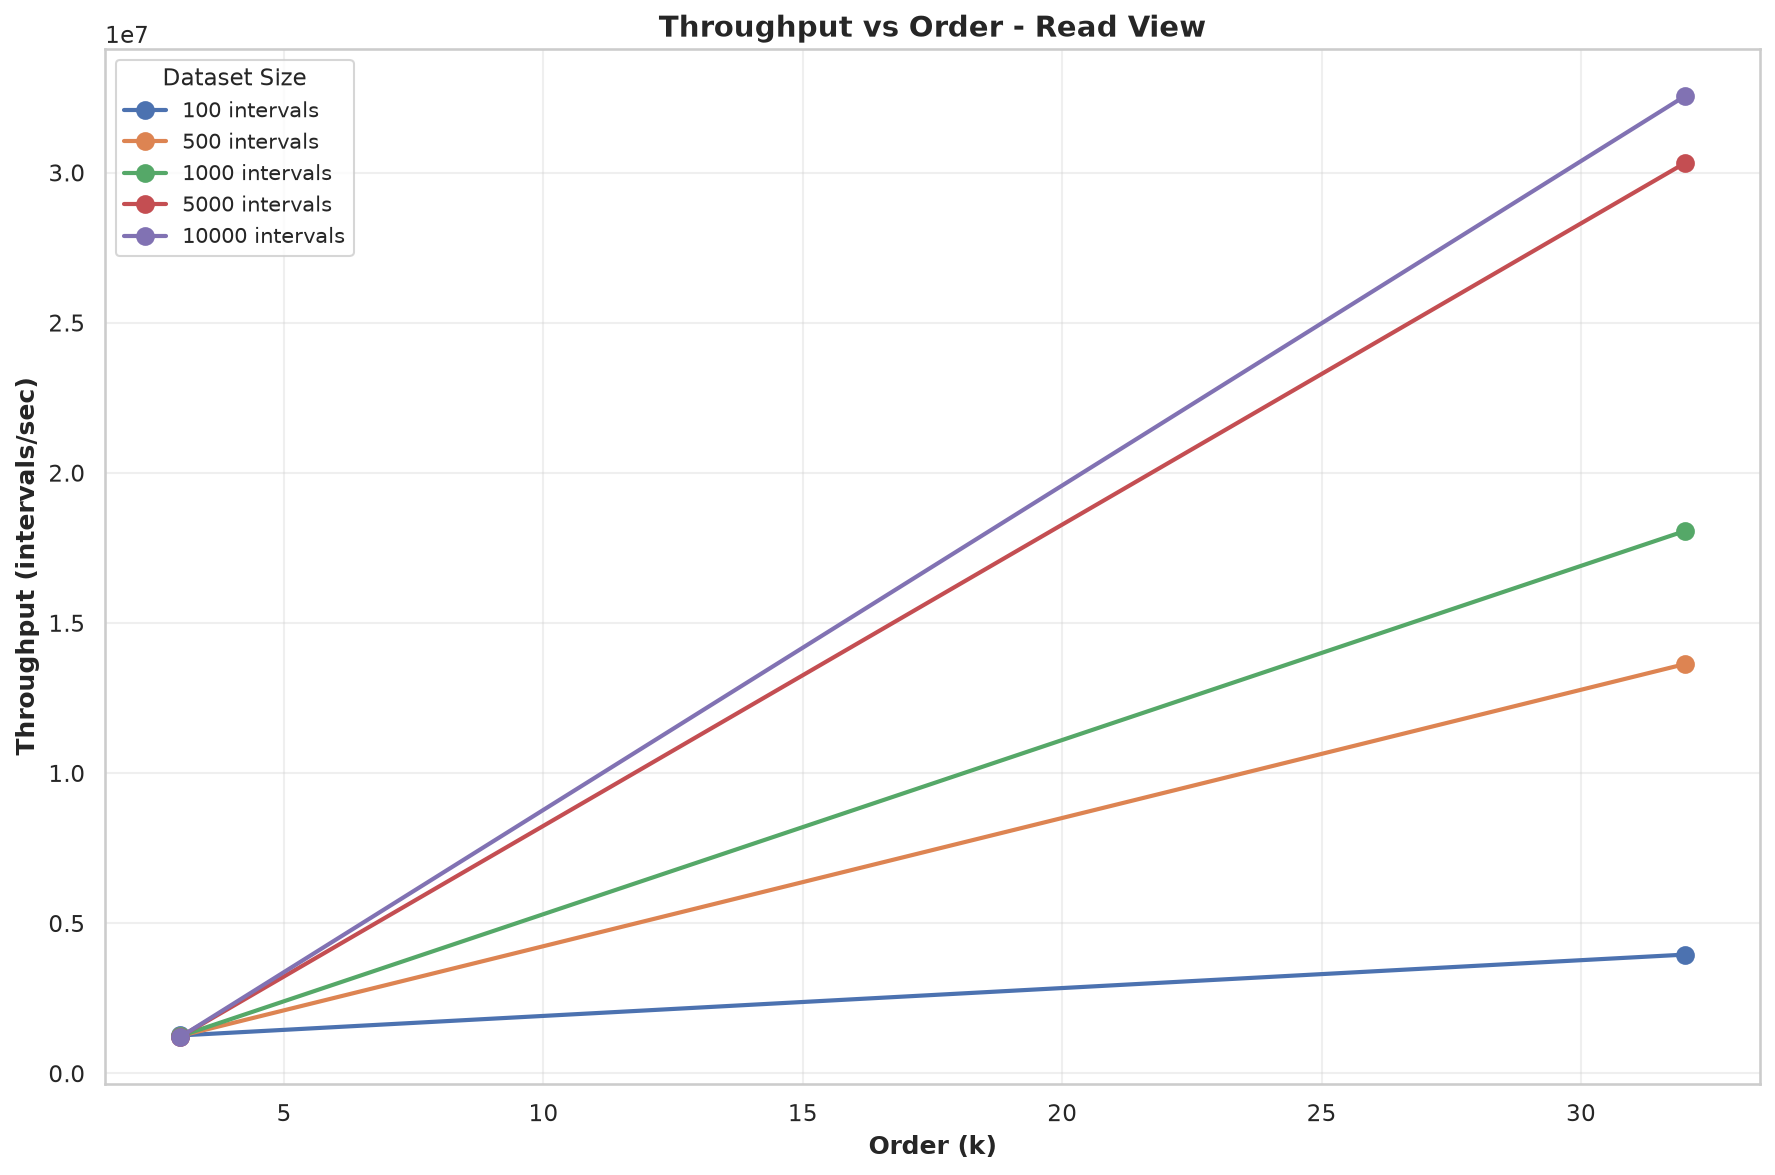 Throughput vs Order - Read View
1e7
Dataset Size
100 intervals
500 intervals
1000 intervals
5000 intervals
10000 intervals
3.0
2.5
2.0
1.5
1.0
0.5
0.0
Throughput (intervals/sec)
5 10 15 20 25 30
Order (k)